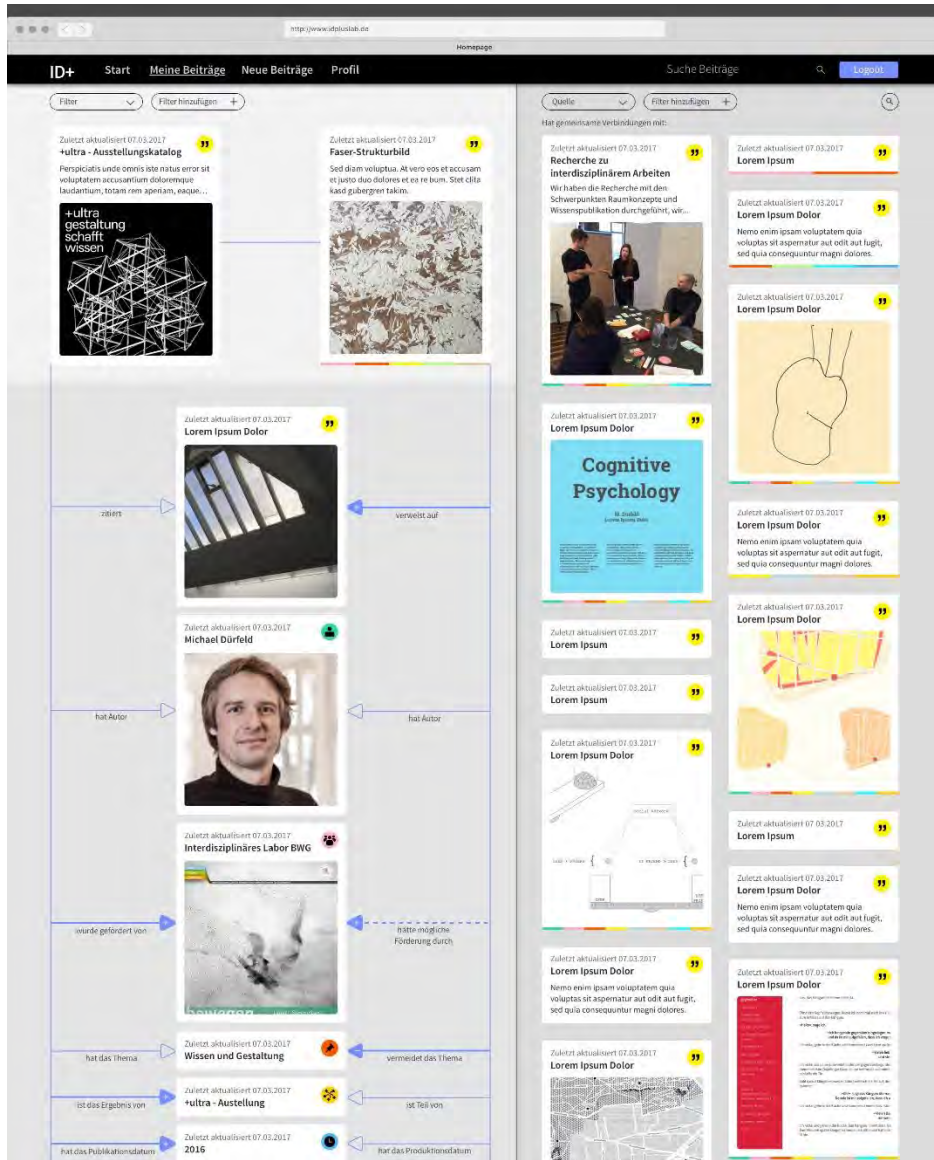 http://www.idpluslab.de
Homepage
ID+
Start
Meine Beiträge
Neue Beiträge
Profil
Suche Beiträge
Logout
Filter
Filter hinzufügen +
Quelle
Filter hinzufügen +
Zuletzt aktualisiert 07.03.2017
+ultra - Ausstellungskatalog
Perspiciatis unde omnis iste natus error sit
voluptatem accusantium doloremque
laudantium, totam rem aperiam, eaque...
+ultra
gestaltung
schafft
wissen
Zuletzt aktualisiert 07.03.2017
Faser-Strukturbild
Sed diam voluptua. At vero eos et accusam
et justo duo dolores et ea re bum. Stet clita
kasd gubergren takim.
Zuletzt aktualisiert 07.03.2017
Lorem Ipsum Dolor
zitiert
verweist auf
Zuletzt aktualisiert 07.03.2017
Michael Dürfeld
hat Autor
hat Autor
Zuletzt aktualisiert 07.03.2017
Interdisziplinäres Labor BWG
wurde gefördert von
hätte mögliche
Förderung durch
bewegen
Zuletzt aktualisiert 07.03.2017
Wissen und Gestaltung
hat das Thema
vermeidet das Thema
Zuletzt aktualisiert 07.03.2017
+ultra - Austellung
ist das Ergebnis von
ist Teil von
Zuletzt aktualisiert 07.03.2017
2016
hat das Publikationsdatum
hat das Produktionsdatum
Hat gemeinsame Verbindungen mit:
Zuletzt aktualisiert 07.03.2017
Recherche zu
interdisziplinärem Arbeiten
Wir haben die Recherche mit den
Schwerpunkten Raumkonzepte und
Wissenspublikation durchgeführt, wir...
Zuletzt aktualisiert 07.03.2017
Lorem Ipsum Dolor
Cognitive
Psychology
Zuletzt aktualisiert 07.03.2017
Lorem Ipsum
Zuletzt aktualisiert 07.03.2017
Lorem Ipsum
Zuletzt aktualisiert 07.03.2017
Lorem Ipsum Dolor
Zuletzt aktualisiert 07.03.2017
Lorem Ipsum Dolor
Nemo enim ipsam voluptatem quia
voluptas sit aspernatur aut odit aut fugit,
sed quia consequuntur magni dolores.
Zuletzt aktualisiert 07.03.2017
Lorem Ipsum Dolor
Zuletzt aktualisiert 07.03.2017
Lorem Ipsum
Zuletzt aktualisiert 07.03.2017
Lorem Ipsum Dolor
Nemo enim ipsam voluptatem quia
voluptas sit aspernatur aut odit aut fugit,
sed quia consequuntur magni dolores.
Zuletzt aktualisiert 07.03.2017
Lorem Ipsum Dolor
Zuletzt aktualisiert 07.03.2017
Lorem Ipsum Dolor
Nemo enim ipsam voluptatem quia
voluptas sit aspernatur aut odit aut fugit,
sed quia consequuntur magni dolores.
Zuletzt aktualisiert 07.03.2017
Lorem Ipsum Dolor
Zuletzt aktualisiert 07.03.2017
Lorem Ipsum
Zuletzt aktualisiert 07.03.2017
Lorem Ipsum Dolor
Nemo enim ipsam voluptatem quia
voluptas sit aspernatur aut odit aut fugit,
sed quia consequuntur magni dolores.
Zuletzt aktualisiert 07.03.2017
Lorem Ipsum Dolor